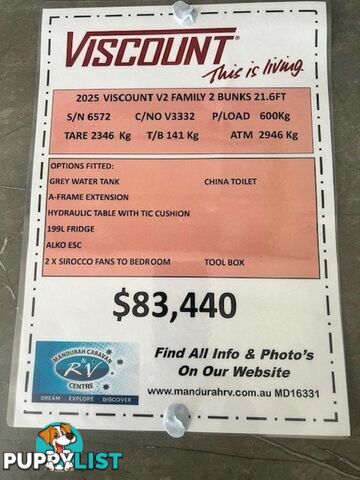 VISCOUNT®
This is living.
2025 VISCOUNT V2 FAMILY 2 BUNKS 21.6FT
S/N 6572 C/NO V3332 P/LOAD 600Kg
TARE 2346 Kg T/B 141 Kg ATM 2946 Kg
OPTIONS FITTED:
GREY WATER TANK CHINA TOILET
A-FRAME EXTENSION
HYDRAULIC TABLE WITH TIC CUSHION
199L FRIDGE
ALKO ESC
2 X SIROCCO FANS TO BEDROOM TOOL BOX
$83,440
MANDURAH CARAVAN
&
RV
CENTRE
DREAM EXPLORE DISCOVER
Find All Info & Photo's
On Our Website
www.mandurahrv.com.au MD16331
PUPPYLIST